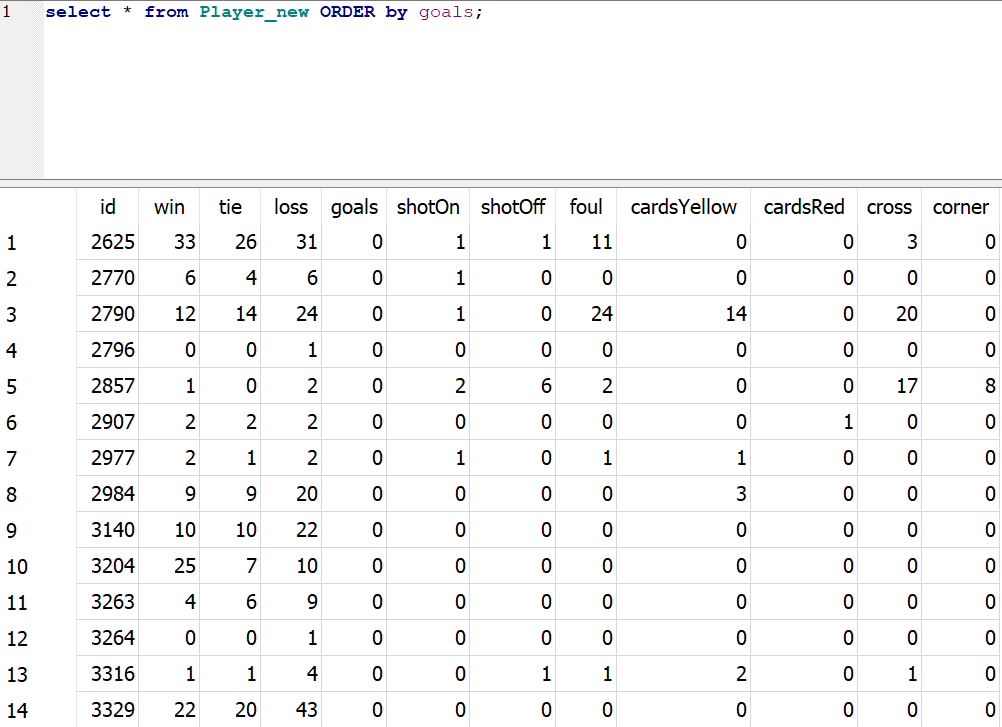 1 select * from Player_new ORDER by goals;
id win tie loss goals shotOn shotOff foul cardsYellow cardsRed cross corner
1 2625 33 26 31 0 1 1 11 0 0 3 0
2 2770 6 4 6 0 1 0 0 0 0 0 0
3 2790 12 14 24 0 1 0 24 14 0 20 0
4 2796 0 0 1 0 0 0 0 0 0 0 0
5 2857 1 0 2 0 2 6 2 0 0 17 8
6 2907 2 2 2 0 0 0 0 0 1 0 0
7 2977 2 1 2 0 1 0 1 1 0 0 0
8 2984 9 9 20 0 0 0 0 3 0 0 0
9 3140 10 10 22 0 0 0 0 0 0 0 0
10 3204 25 7 10 0 0 0 0 0 0 0 0
11 3263 4 6 9 0 0 0 0 0 0 0 0
12 3264 0 0 1 0 0 0 0 0 0 0 0
13 3316 1 1 4 0 0 1 1 2 0 1 0
14 3329 22 20 43 0 0 0 0 0 0 0 0